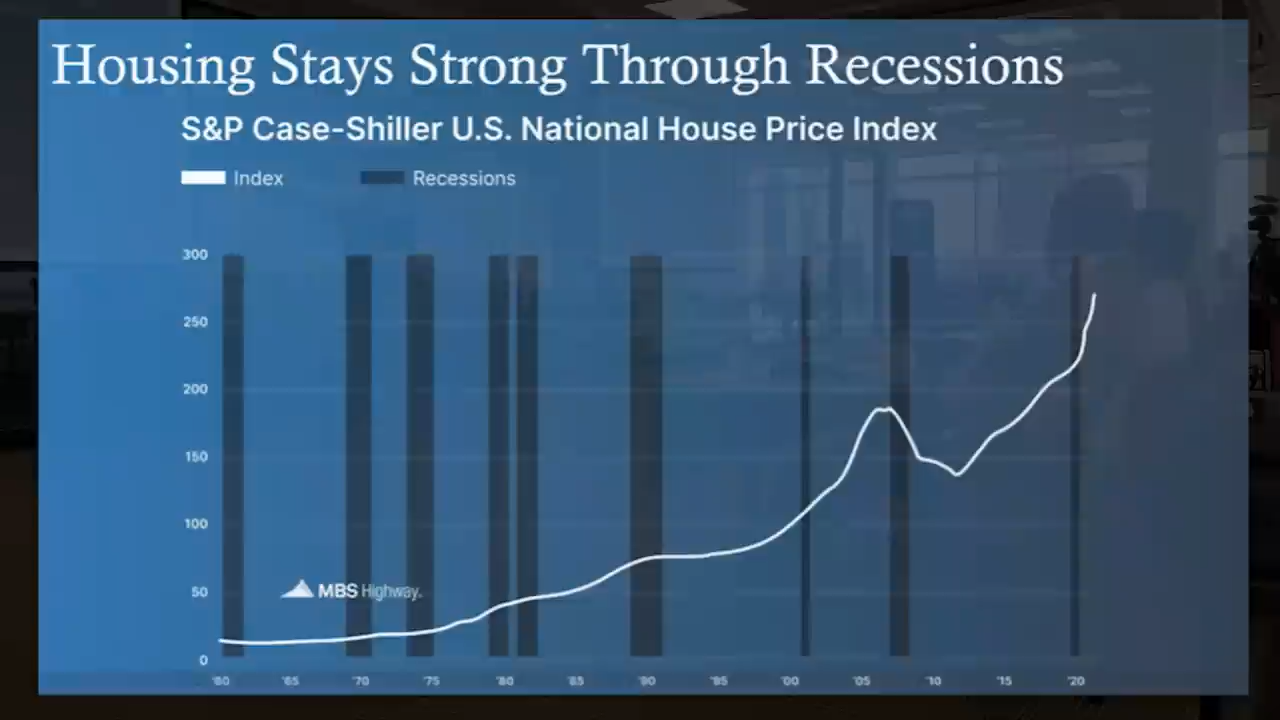 Housing Stays Strong Through Recessions
S&P Case-Shiller U.S. National House Price Index
Index Recessions
300
250
200
150
100
50
MBS Highway.
0
'60 '65 '70 '75 '80 '85 '90 '95 '00 '05 '10 '15 '20